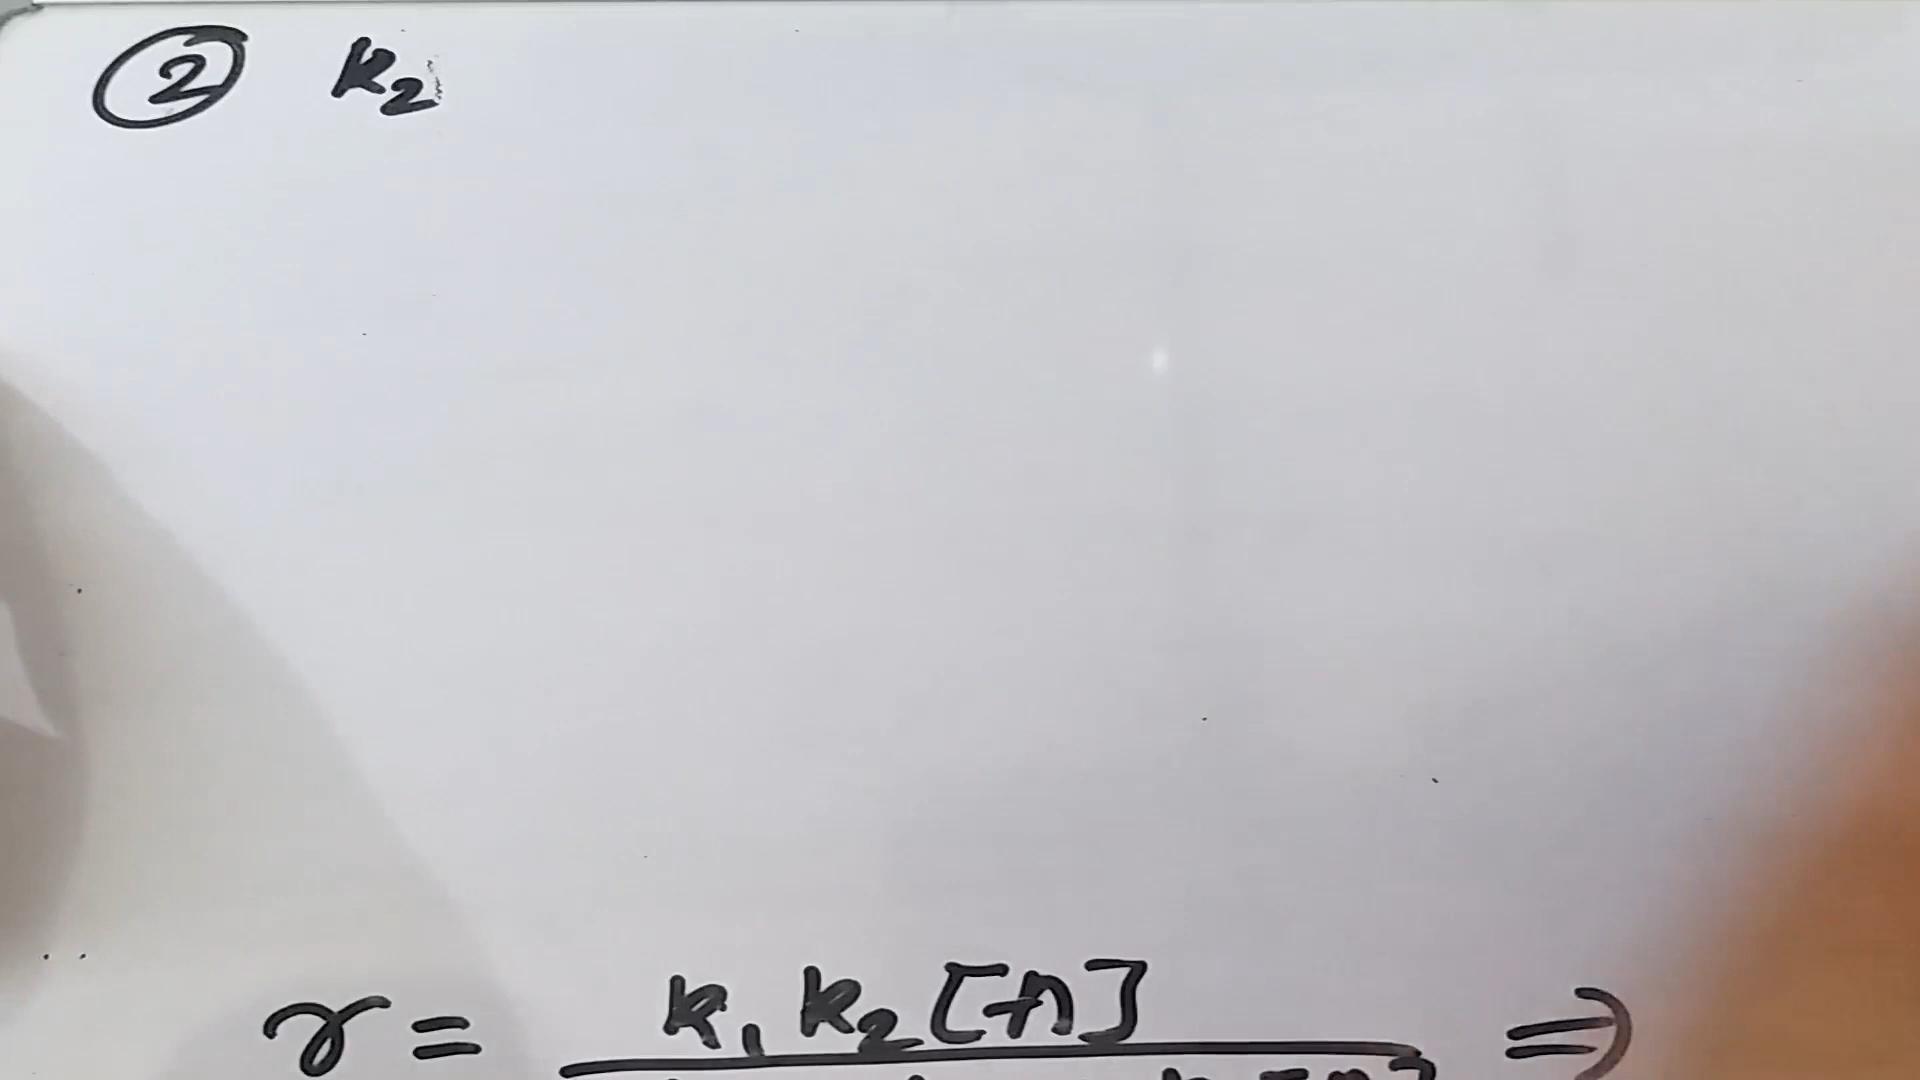 ② k₂
r = k₁ k₂ [A] ⇒